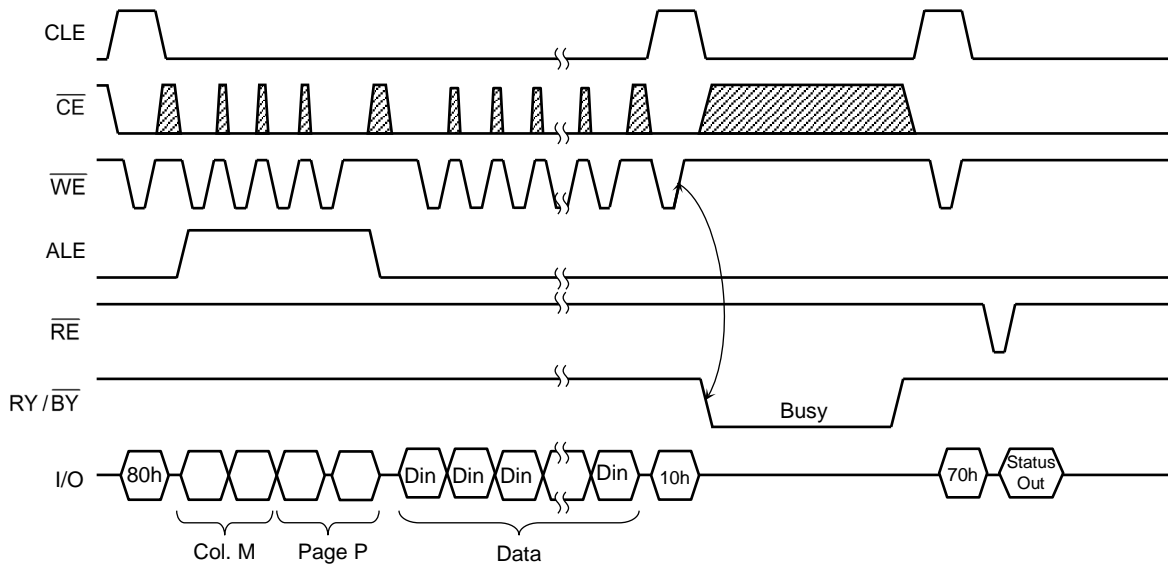 CLE
CE
WE
ALE
RE
RY / BY
Busy
I/O
80h
Din
Din
Din
Din
10h
70h
Status
Out
Col. M
Page P
Data